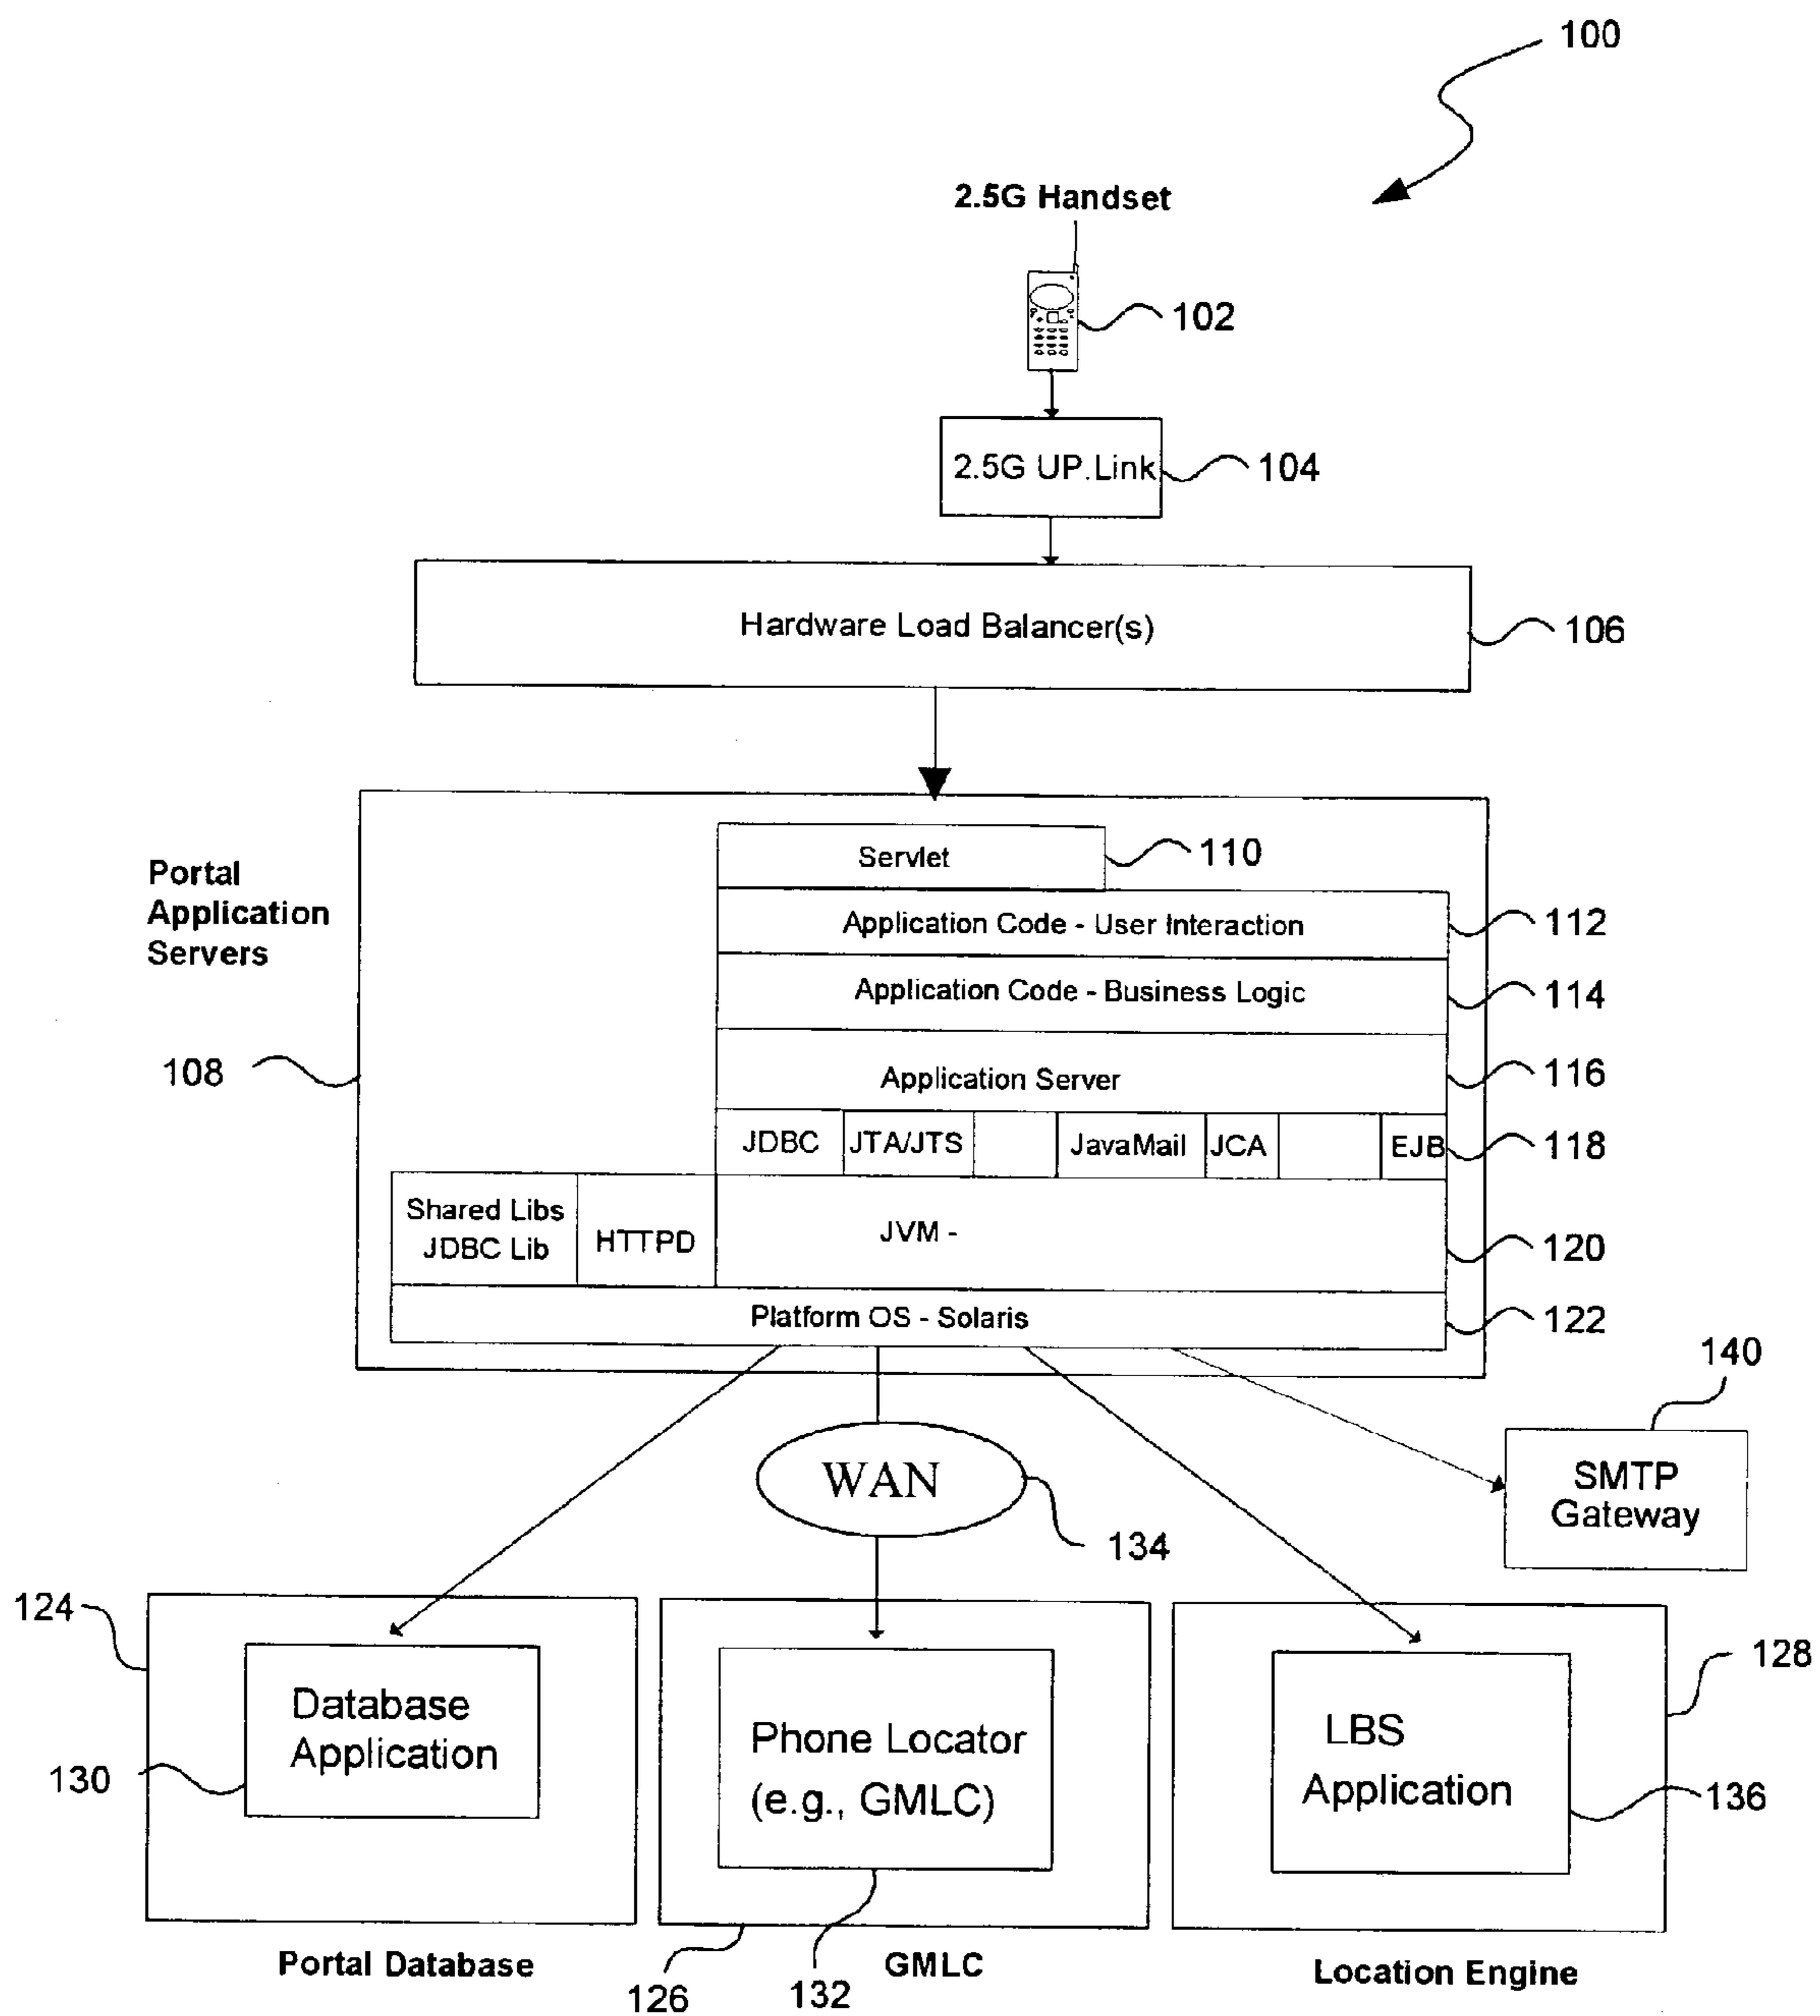 100
2.5G Handset
102
2.5G UP.Link
104
Hardware Load Balancer(s)
106
Portal
Application
Servers
108
Servlet
110
Application Code - User Interaction
112
Application Code - Business Logic
114
Application Server
116
JDBC
JTA/JTS
JavaMail
JCA
EJB
118
Shared Libs
JDBC Lib
HTTPD
JVM -
120
Platform OS - Solaris
122
140
SMTP
Gateway
WAN
134
124
Database
Application
130
Phone Locator
(e.g., GMLC)
LBS
Application
128
136
Portal Database
126
132
GMLC
Location Engine